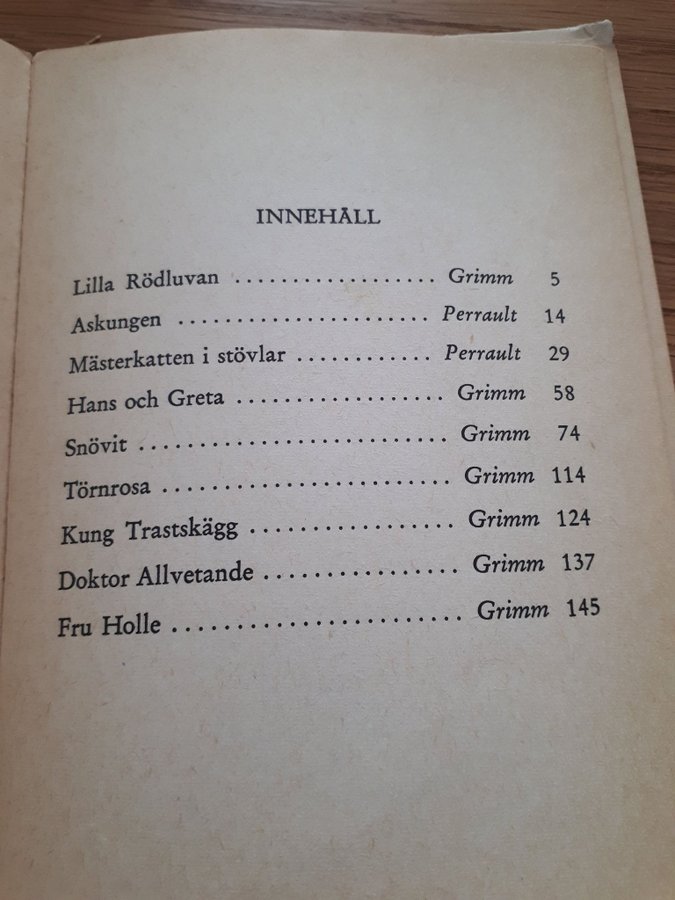 INNEHÅLL
Lilla Rödluvan .................. Grimm 5
Askungen ...................... Perrault 14
Mästerkatten i stövlar ............ Perrault 29
Hans och Greta ................... Grimm 58
Snövit ........................... Grimm 74
Törnrosa ......................... Grimm 114
Kung Trastskägg .................. Grimm 124
Doktor Allvetande ................. Grimm 137
Fru Holle ........................ Grimm 145